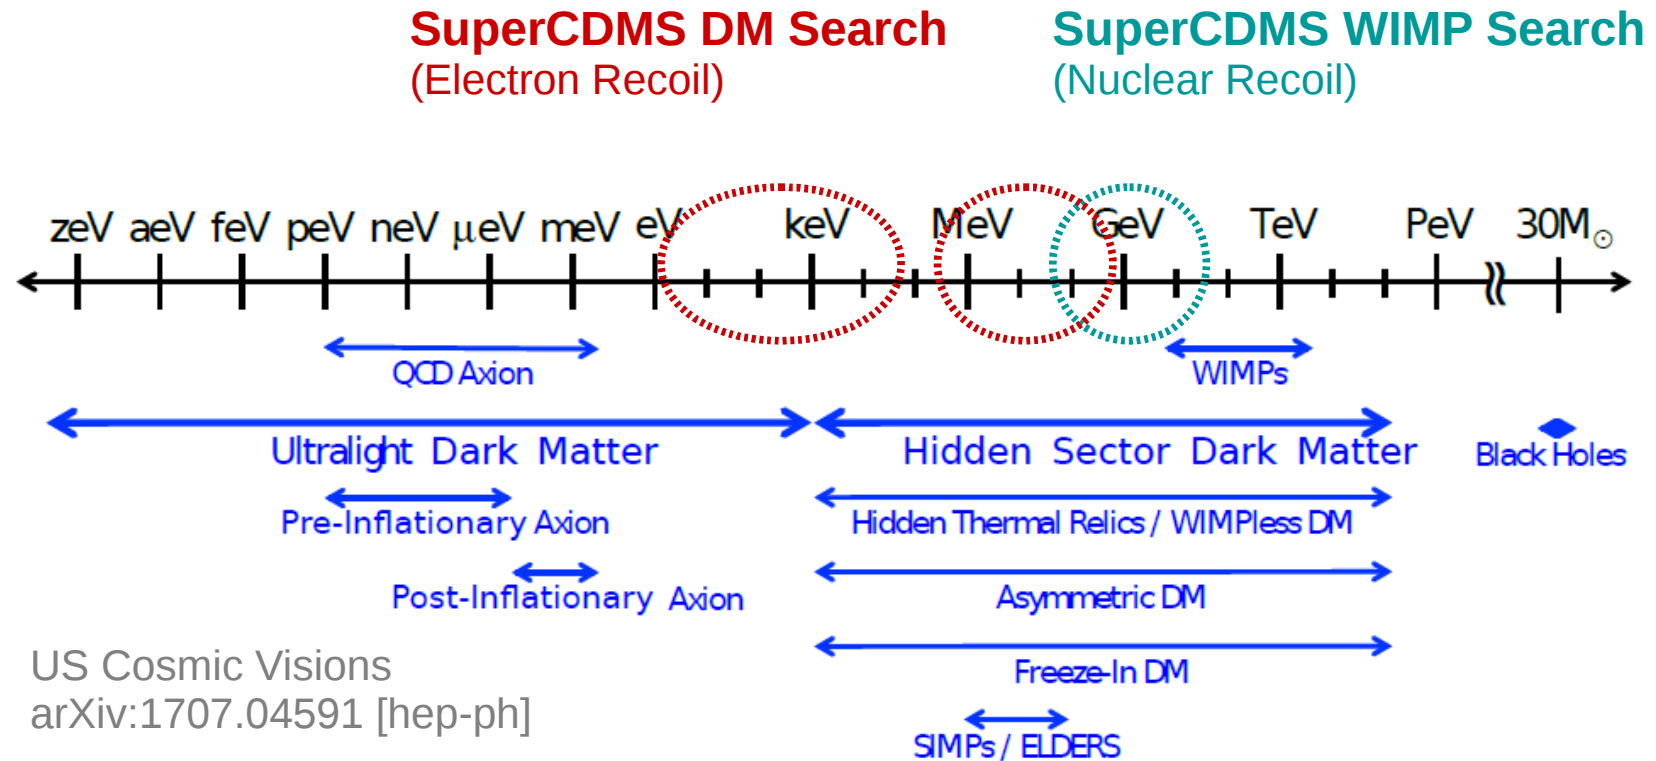 SuperCDMS DM Search
(Electron Recoil)
SuperCDMS WIMP Search
(Nuclear Recoil)
zeV aeV feV peV neV μeV meV eV keV MeV GeV TeV PeV 30M☉
QCD Axion
WIMPs
Ultralight Dark Matter
Hidden Sector Dark Matter
Black Holes
Pre-Inflationary Axion
Hidden Thermal Relics / WIMPless DM
Post-Inflationary Axion
Asymmetric DM
Freeze-In DM
SIMPs / ELDERS
US Cosmic Visions
arXiv:1707.04591 [hep-ph]